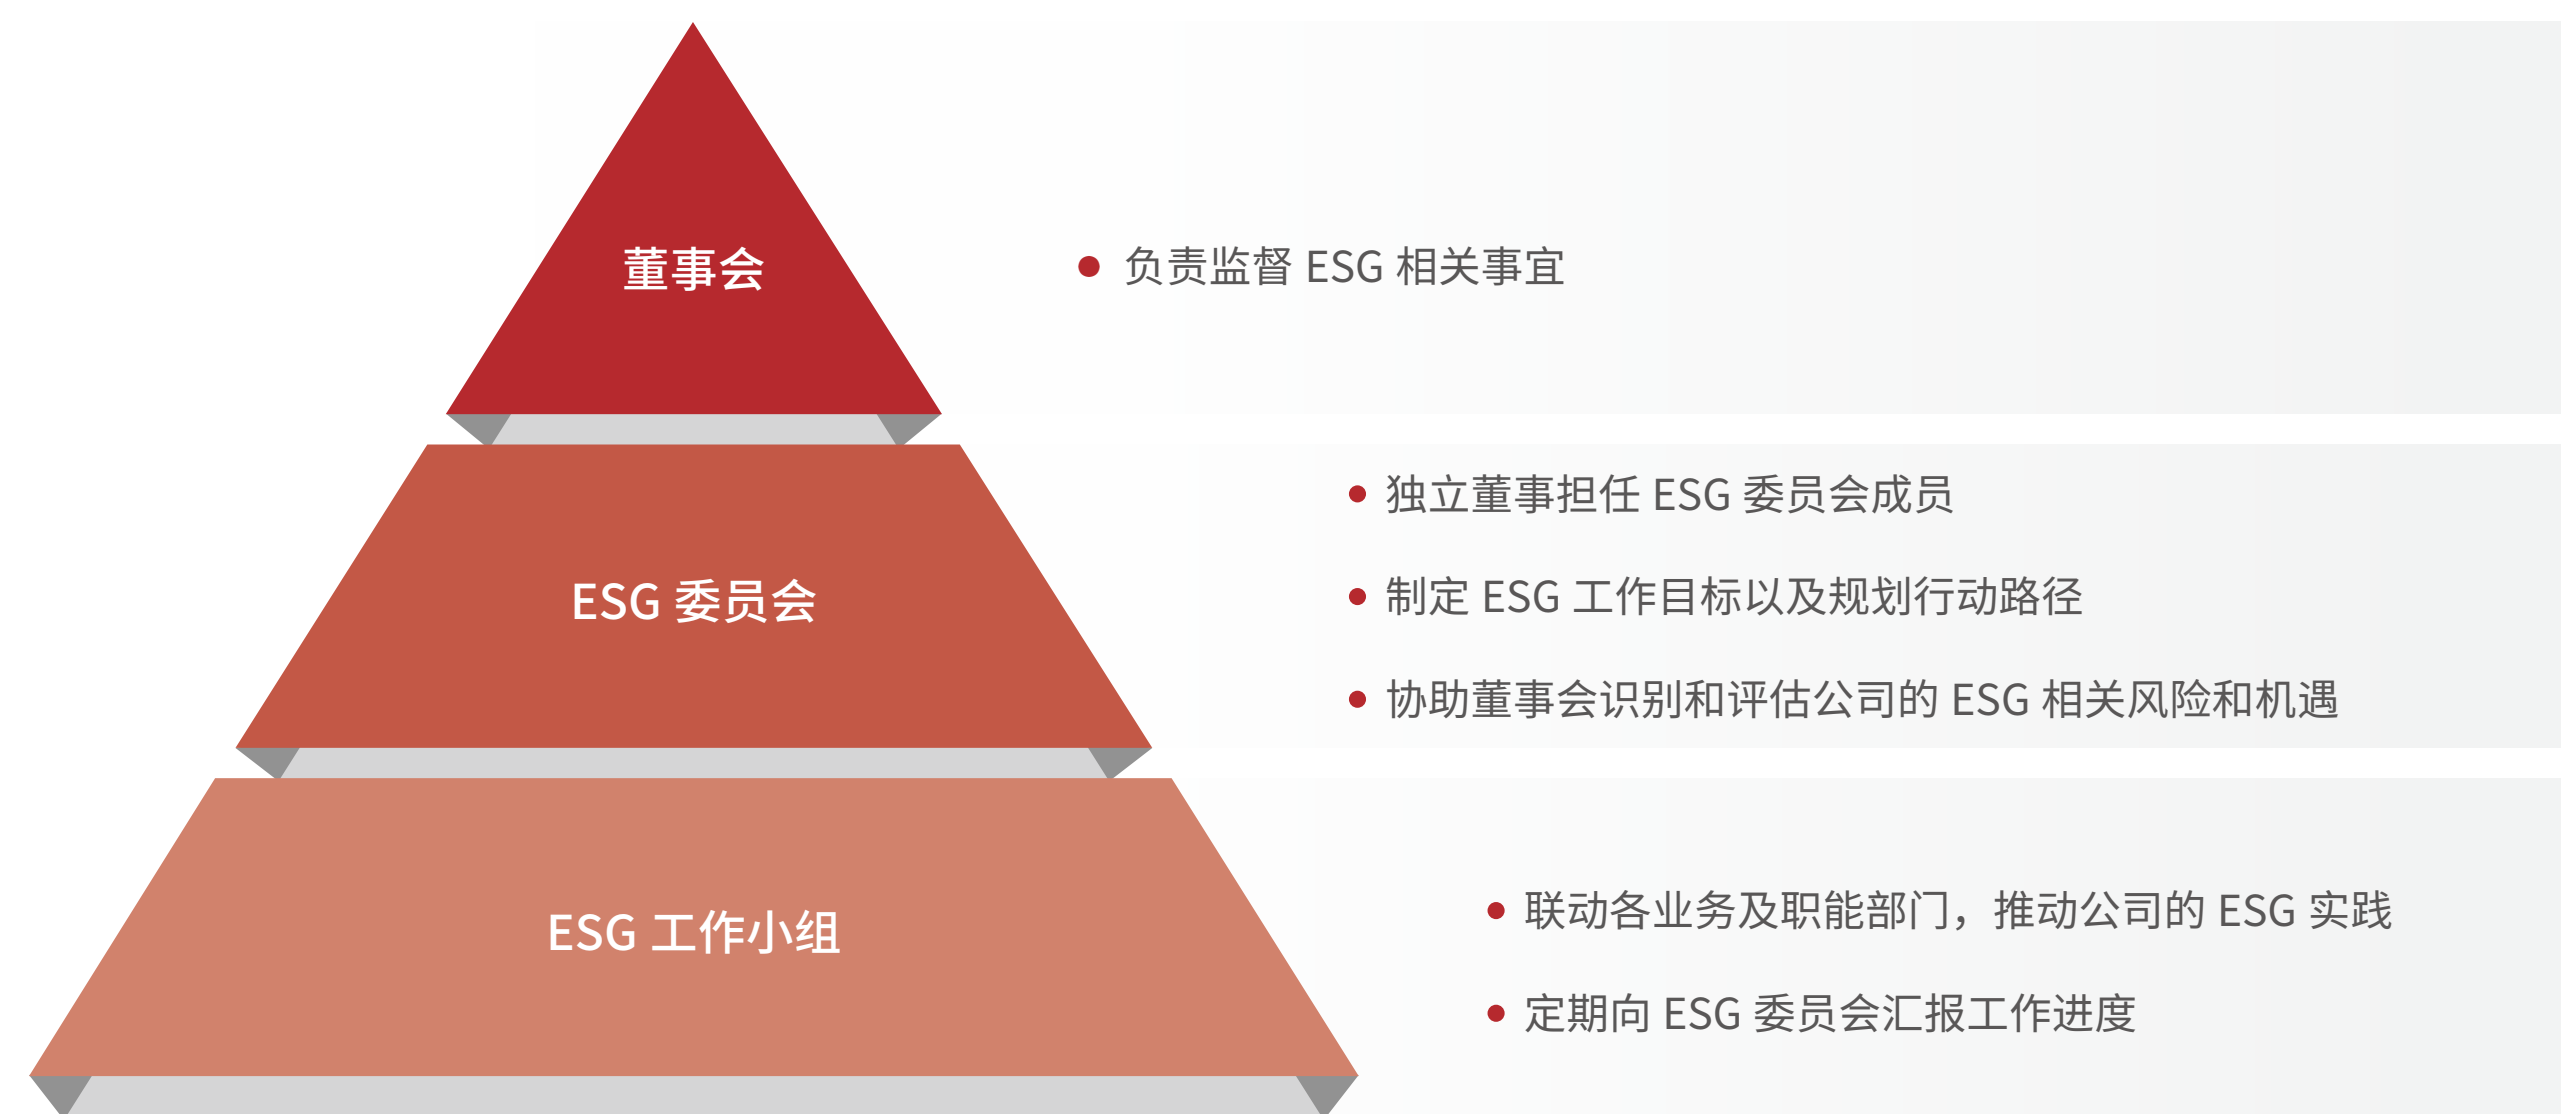 董事会
● 负责监督 ESG 相关事宜
ESG 委员会
● 独立董事担任 ESG 委员会成员
● 制定 ESG 工作目标以及规划行动路径
● 协助董事会识别和评估公司的 ESG 相关风险和机遇
ESG 工作小组
● 联动各业务及职能部门，推动公司的 ESG 实践
● 定期向 ESG 委员会汇报工作进度